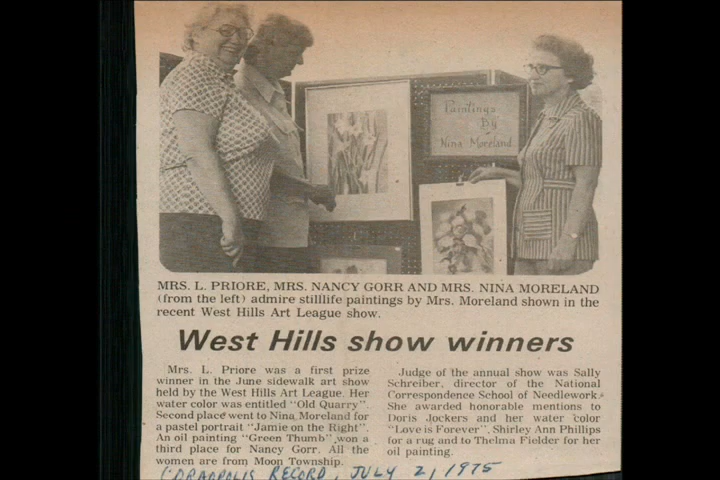 Paintings
By
Nina Moreland
MRS. L. PRIORE, MRS. NANCY GORR AND MRS. NINA MORELAND
(from the left) admire stilllife paintings by Mrs. Moreland shown in the
recent West Hills Art League show.
West Hills show winners
Mrs. L. Priore was a first prize
winner in the June sidewalk art show
held by the West Hills Art League. Her
water color was entitled "Old Quarry".
Second place went to Nina Moreland for
a pastel portrait "Jamie on the Right".
An oil painting "Green Thumb" won a
third place for Nancy Gorr. All the
women are from Moon Township.
Judge of the annual show was Sally
Schreiber, director of the National
Correspondence School of Needlework.
She awarded honorable mentions to
Doris Jockers and her water color
"Love is Forever", Shirley Ann Phillips
for a rug and to Thelma Fielder for her
oil painting.
CORAOPOLIS RECORD, JULY 2, 1975